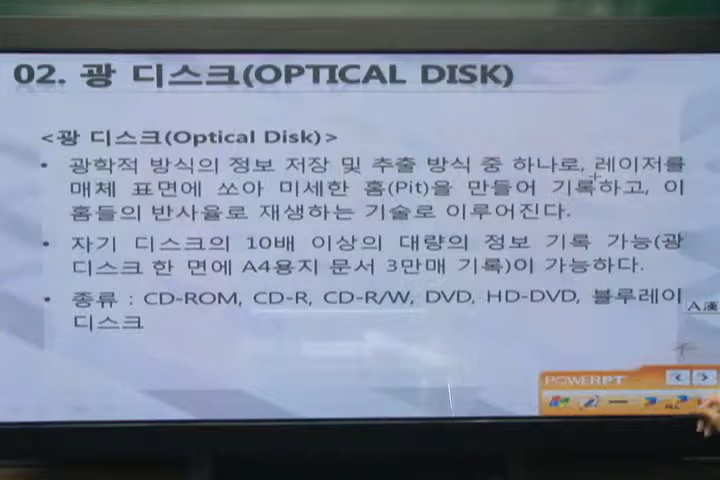 02. 광 디스크(OPTICAL DISK)
<광 디스크(Optical Disk)>
• 광학적 방식의 정보 저장 및 추출 방식 중 하나로, 레이저를
매체 표면에 쏘아 미세한 홈(Pit)을 만들어 기록하고, 이
홈들의 반사율로 재생하는 기술로 이루어진다.
• 자기 디스크의 10배 이상의 대량의 정보 기록 가능(광
디스크 한 면에 A4용지 문서 3만매 기록)이 가능하다.
• 종류 : CD-ROM, CD-R, CD-R/W, DVD, HD-DVD, 블루레이
디스크
入漢
POWERPT
ALL